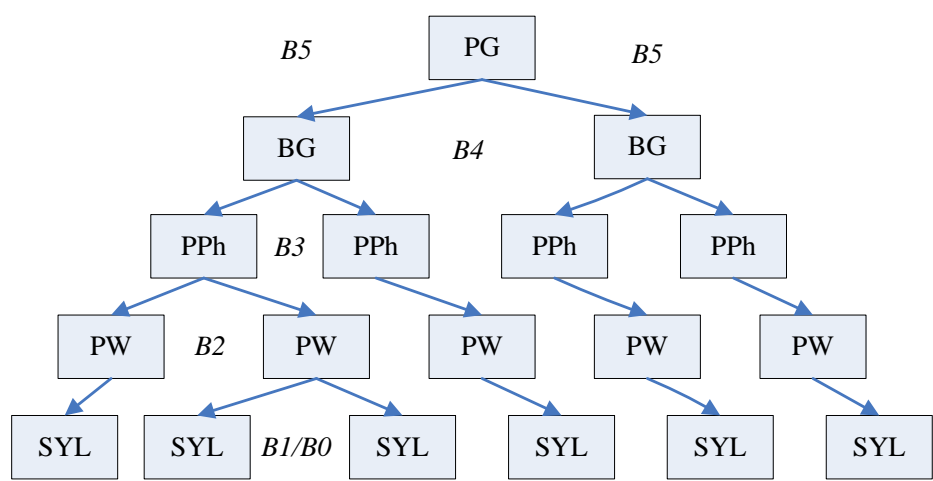 B5 PG B5
BG B4 BG
PPh B3 PPh PPh PPh
PW B2 PW PW PW PW
SYL SYL B1/B0 SYL SYL SYL SYL